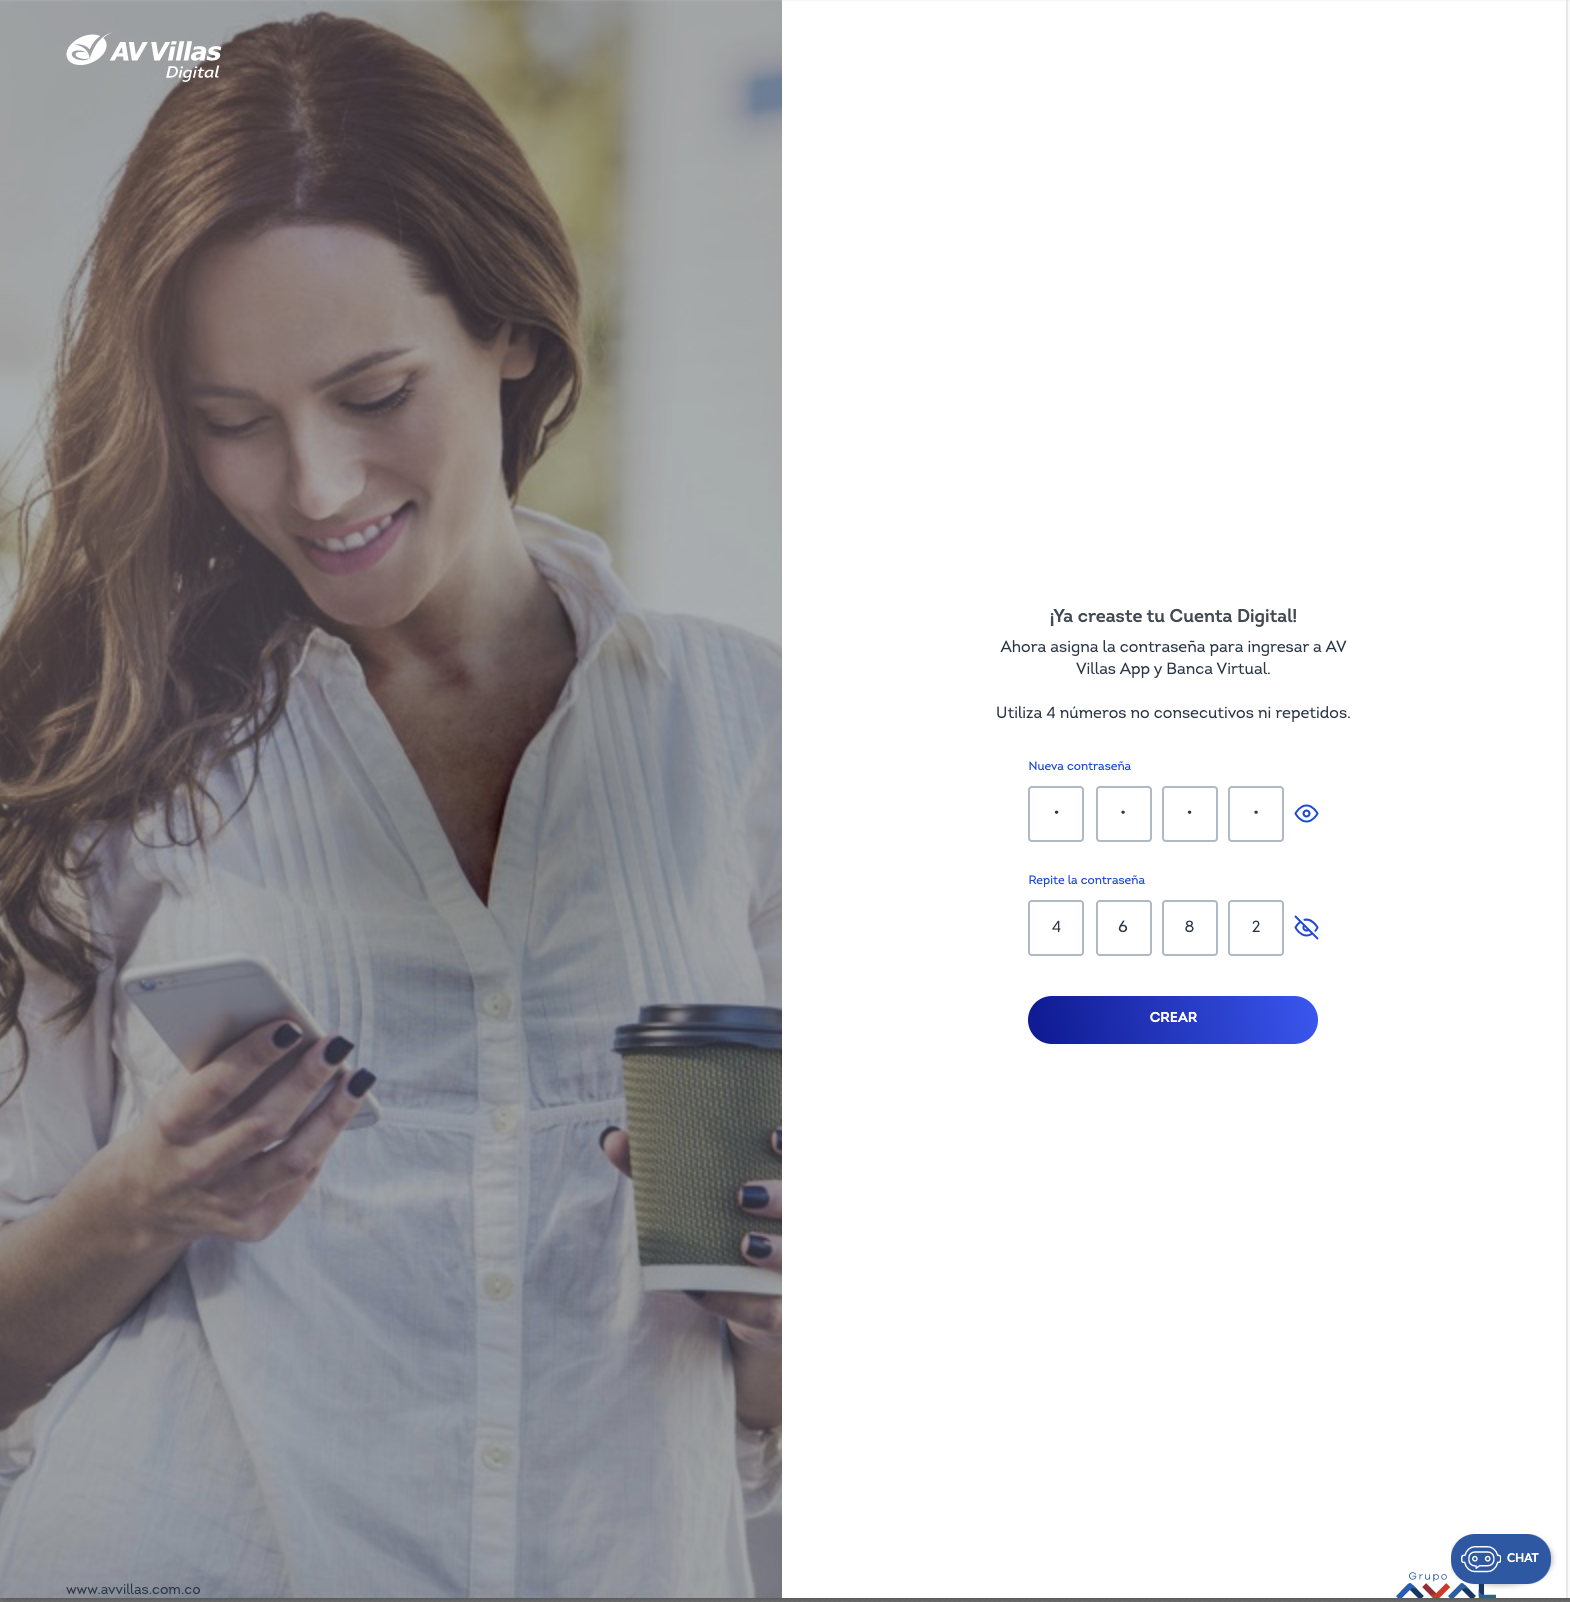 AV Villas
Digital
¡Ya creaste tu Cuenta Digital!
Ahora asigna la contraseña para ingresar a AV
Villas App y Banca Virtual.
Utiliza 4 números no consecutivos ni repetidos.
Nueva contraseña
• • • •
Repite la contraseña
4 6 8 2
CREAR
CHAT
Grupo
AVAL
www.avvillas.com.co